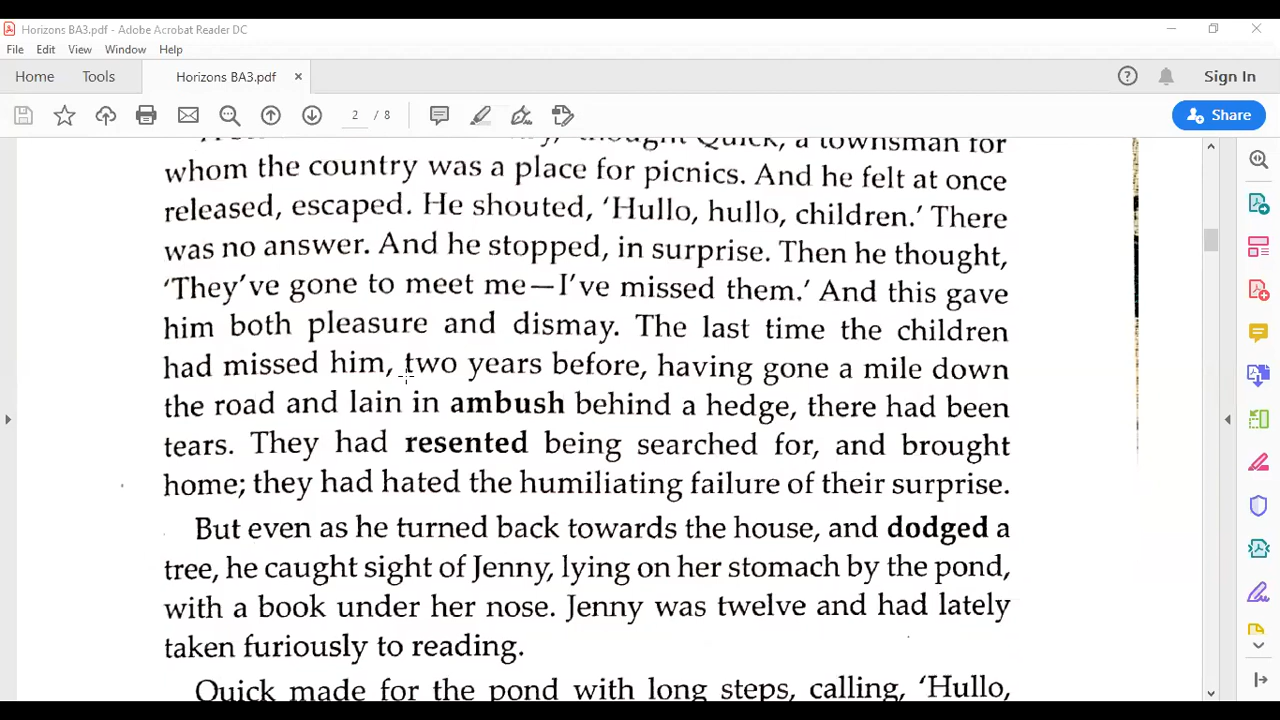 Horizons BA3.pdf - Adobe Acrobat Reader DC
File Edit View Window Help
Home Tools Horizons BA3.pdf × Sign In
2 / 8 Share
thought Quick, a townsman for
whom the country was a place for picnics. And he felt at once
released, escaped. He shouted, ‘Hullo, hullo, children.’ There
was no answer. And he stopped, in surprise. Then he thought,
‘They’ve gone to meet me—I’ve missed them.’ And this gave
him both pleasure and dismay. The last time the children
had missed him, two years before, having gone a mile down
the road and lain in ambush behind a hedge, there had been
tears. They had resented being searched for, and brought
home; they had hated the humiliating failure of their surprise.
But even as he turned back towards the house, and dodged a
tree, he caught sight of Jenny, lying on her stomach by the pond,
with a book under her nose. Jenny was twelve and had lately
taken furiously to reading.
Quick made for the pond with long steps, calling, ‘Hullo,